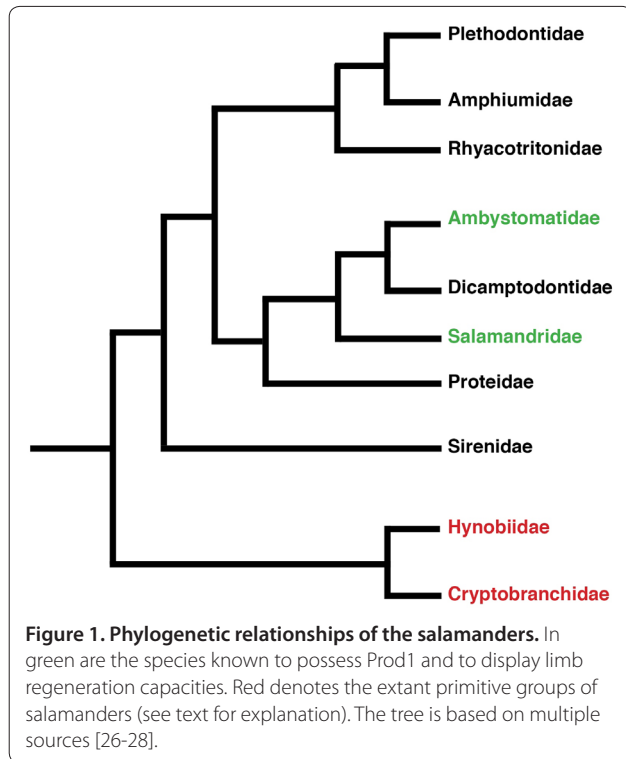 Plethodontidae
Amphiumidae
Rhyacotritonidae
Ambystomatidae
Dicamptodontidae
Salamandridae
Proteidae
Sirenidae
Hynobiidae
Cryptobranchidae
Figure 1. Phylogenetic relationships of the salamanders. In
green are the species known to possess Prod1 and to display limb
regeneration capacities. Red denotes the extant primitive groups of
salamanders (see text for explanation). The tree is based on multiple
sources [26-28].